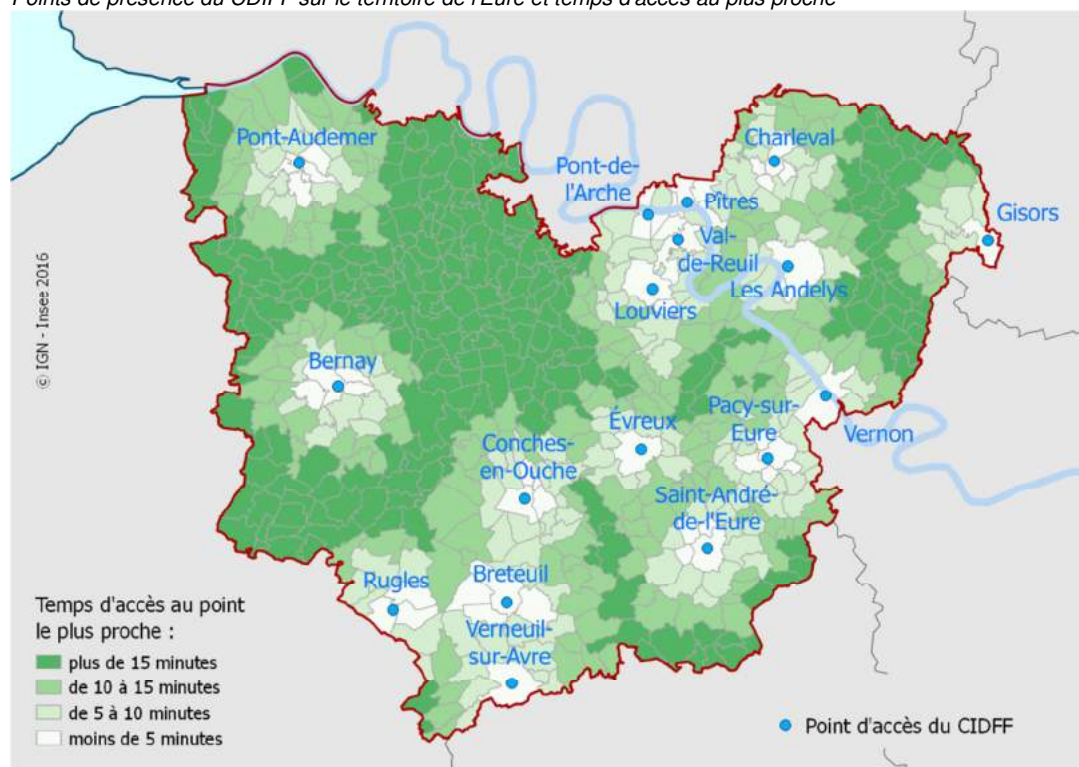 Points de présence du CDIFF sur le territoire de l'Eure et temps d'accès au plus proche
Pont-Audemer
Charleval
Pont-de-
l'Arche
Pîtres
Gisors
Val-
de-Reuil
Les Andelys
Louviers
© IGN - Insee 2016
Bernay
Évreux
Pacy-sur-
Eure
Vernon
Conches-
en-Ouche
Saint-André-
de-l'Eure
Rugles
Breteuil
Verneuil-
sur-Avre
Temps d'accès au point
le plus proche :
plus de 15 minutes
de 10 à 15 minutes
de 5 à 10 minutes
moins de 5 minutes
Point d'accès du CIDFF